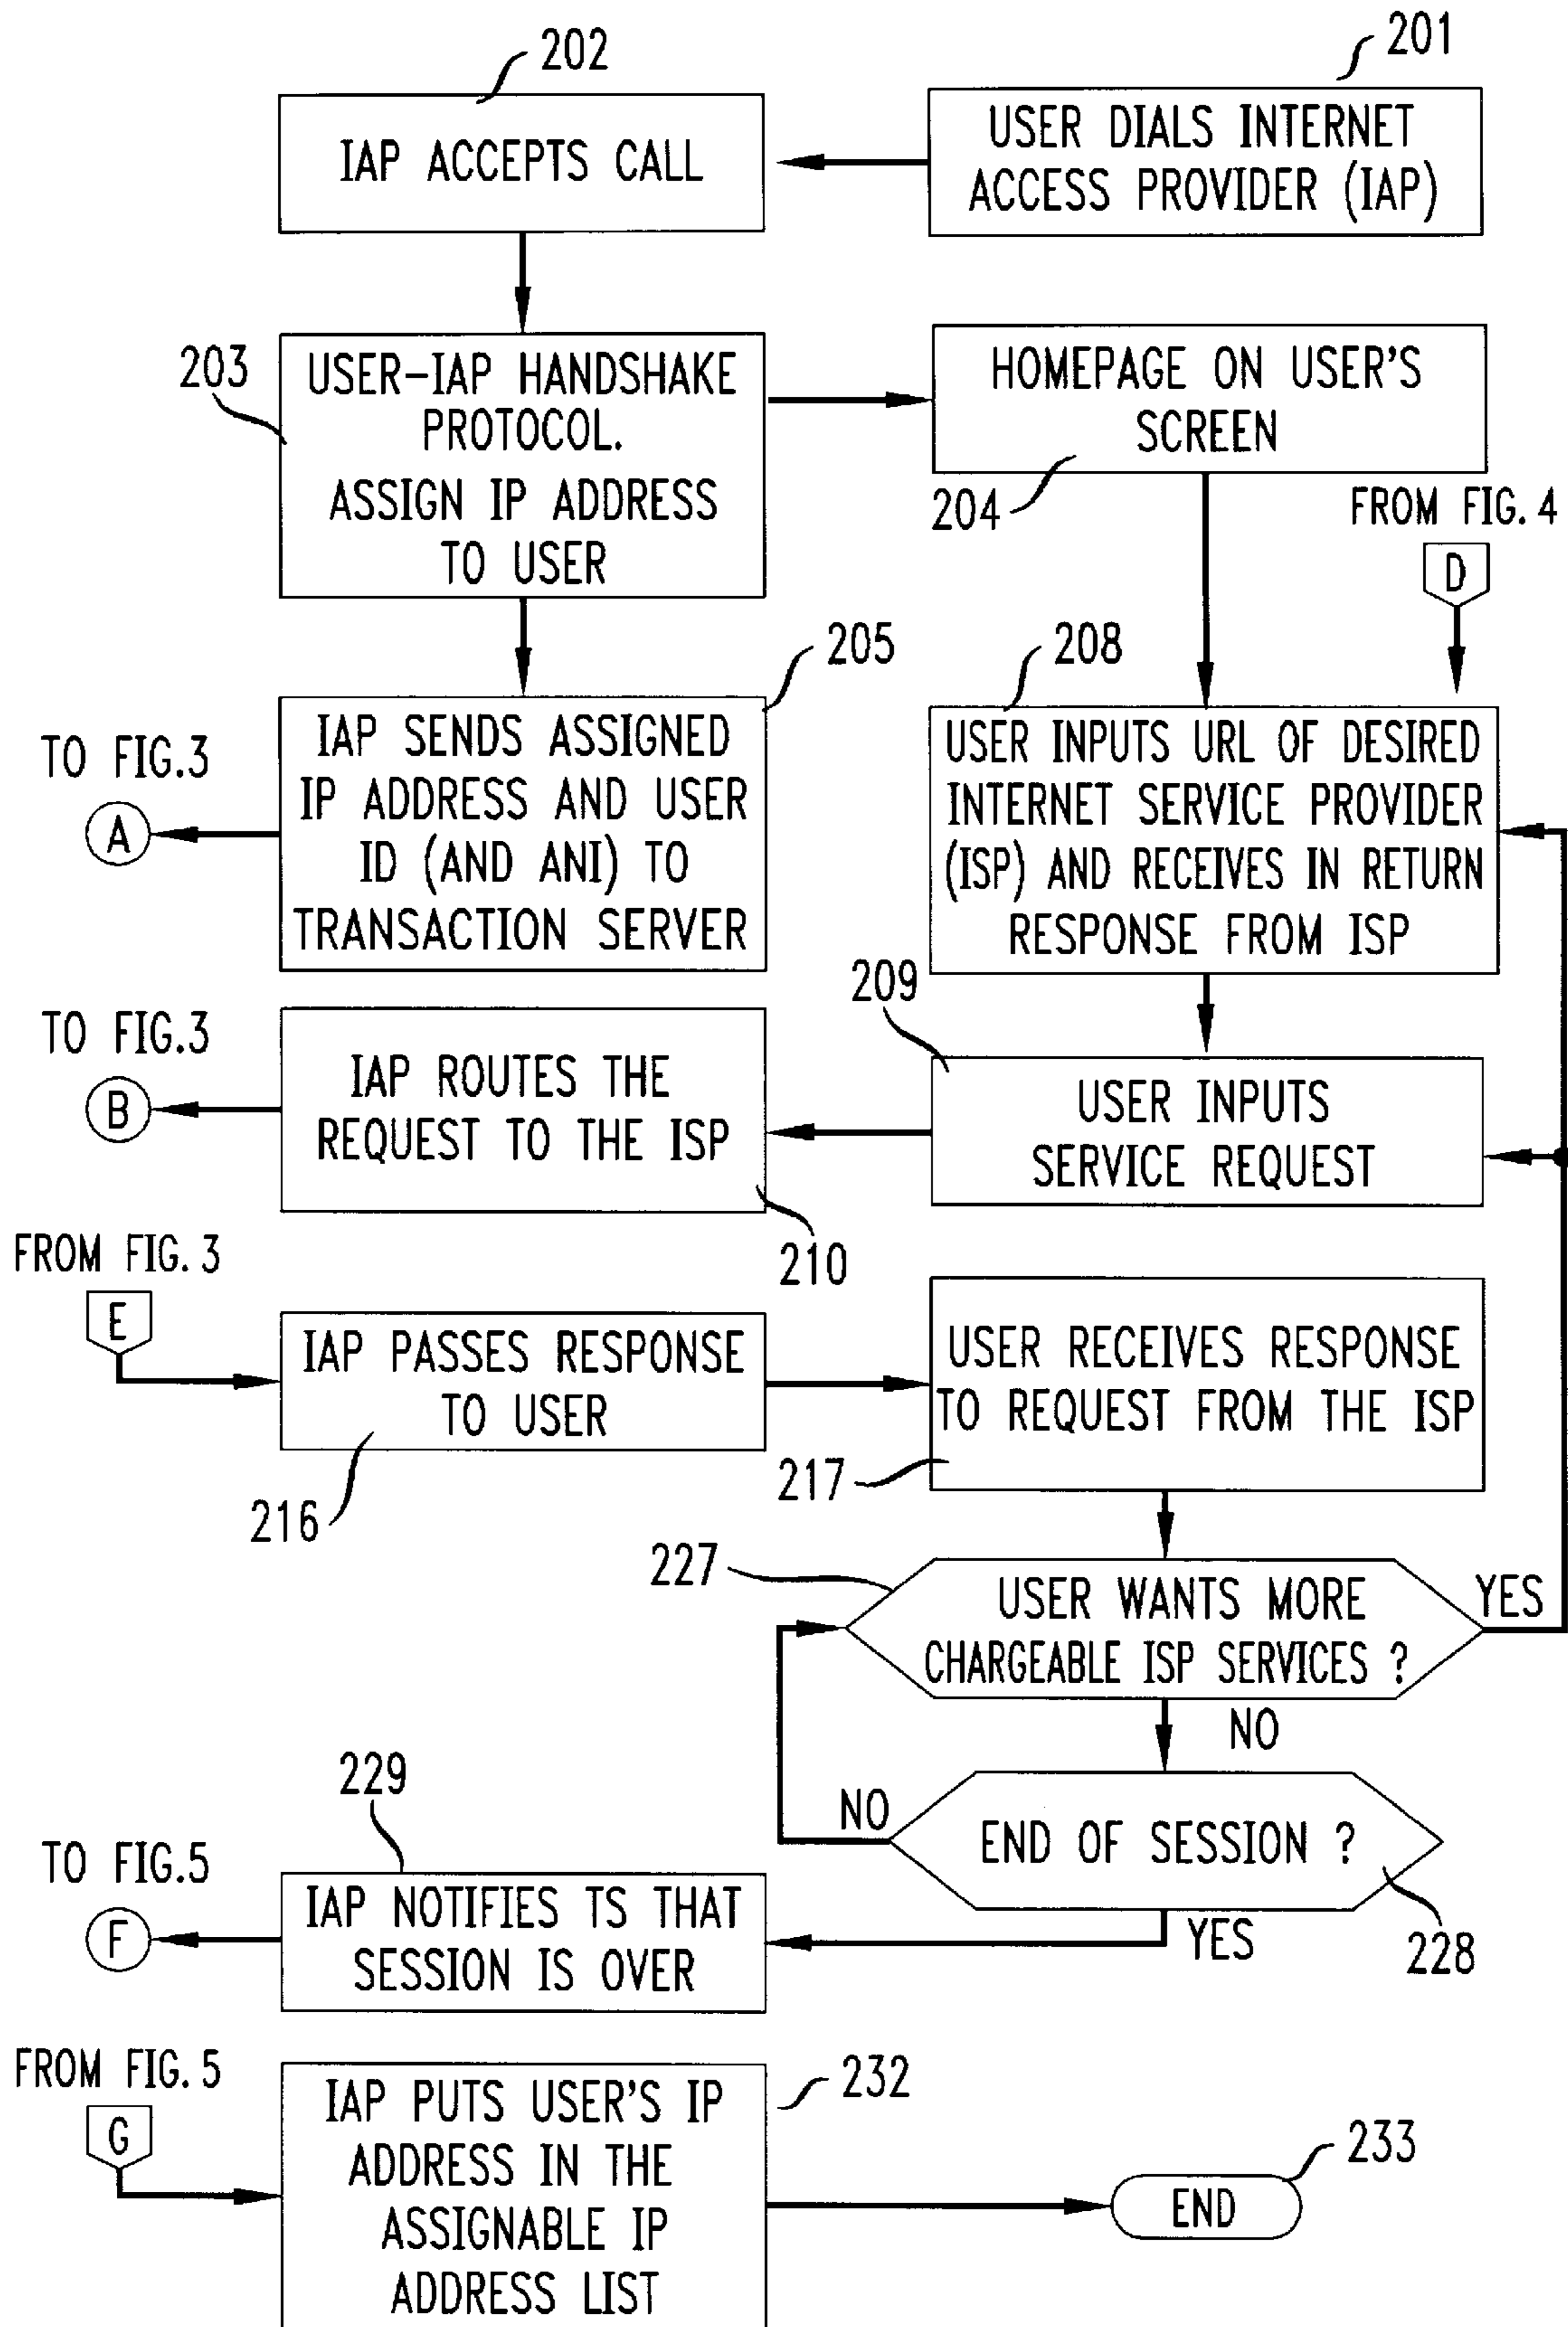 202
201
IAP ACCEPTS CALL
USER DIALS INTERNET
ACCESS PROVIDER (IAP)
203
USER-IAP HANDSHAKE
PROTOCOL.
ASSIGN IP ADDRESS
TO USER
HOMEPAGE ON USER'S
SCREEN
204
FROM FIG. 4
D
205
208
TO FIG.3
A
IAP SENDS ASSIGNED
IP ADDRESS AND USER
ID (AND ANI) TO
TRANSACTION SERVER
USER INPUTS URL OF DESIRED
INTERNET SERVICE PROVIDER
(ISP) AND RECEIVES IN RETURN
RESPONSE FROM ISP
209
TO FIG.3
B
IAP ROUTES THE
REQUEST TO THE ISP
USER INPUTS
SERVICE REQUEST
210
FROM FIG. 3
E
IAP PASSES RESPONSE
TO USER
USER RECEIVES RESPONSE
TO REQUEST FROM THE ISP
216
217
227
USER WANTS MORE
CHARGEABLE ISP SERVICES ?
YES
NO
229
NO
END OF SESSION ?
YES
228
TO FIG.5
F
IAP NOTIFIES TS THAT
SESSION IS OVER
FROM FIG. 5
G
IAP PUTS USER'S IP
ADDRESS IN THE
ASSIGNABLE IP
ADDRESS LIST
232
233
END